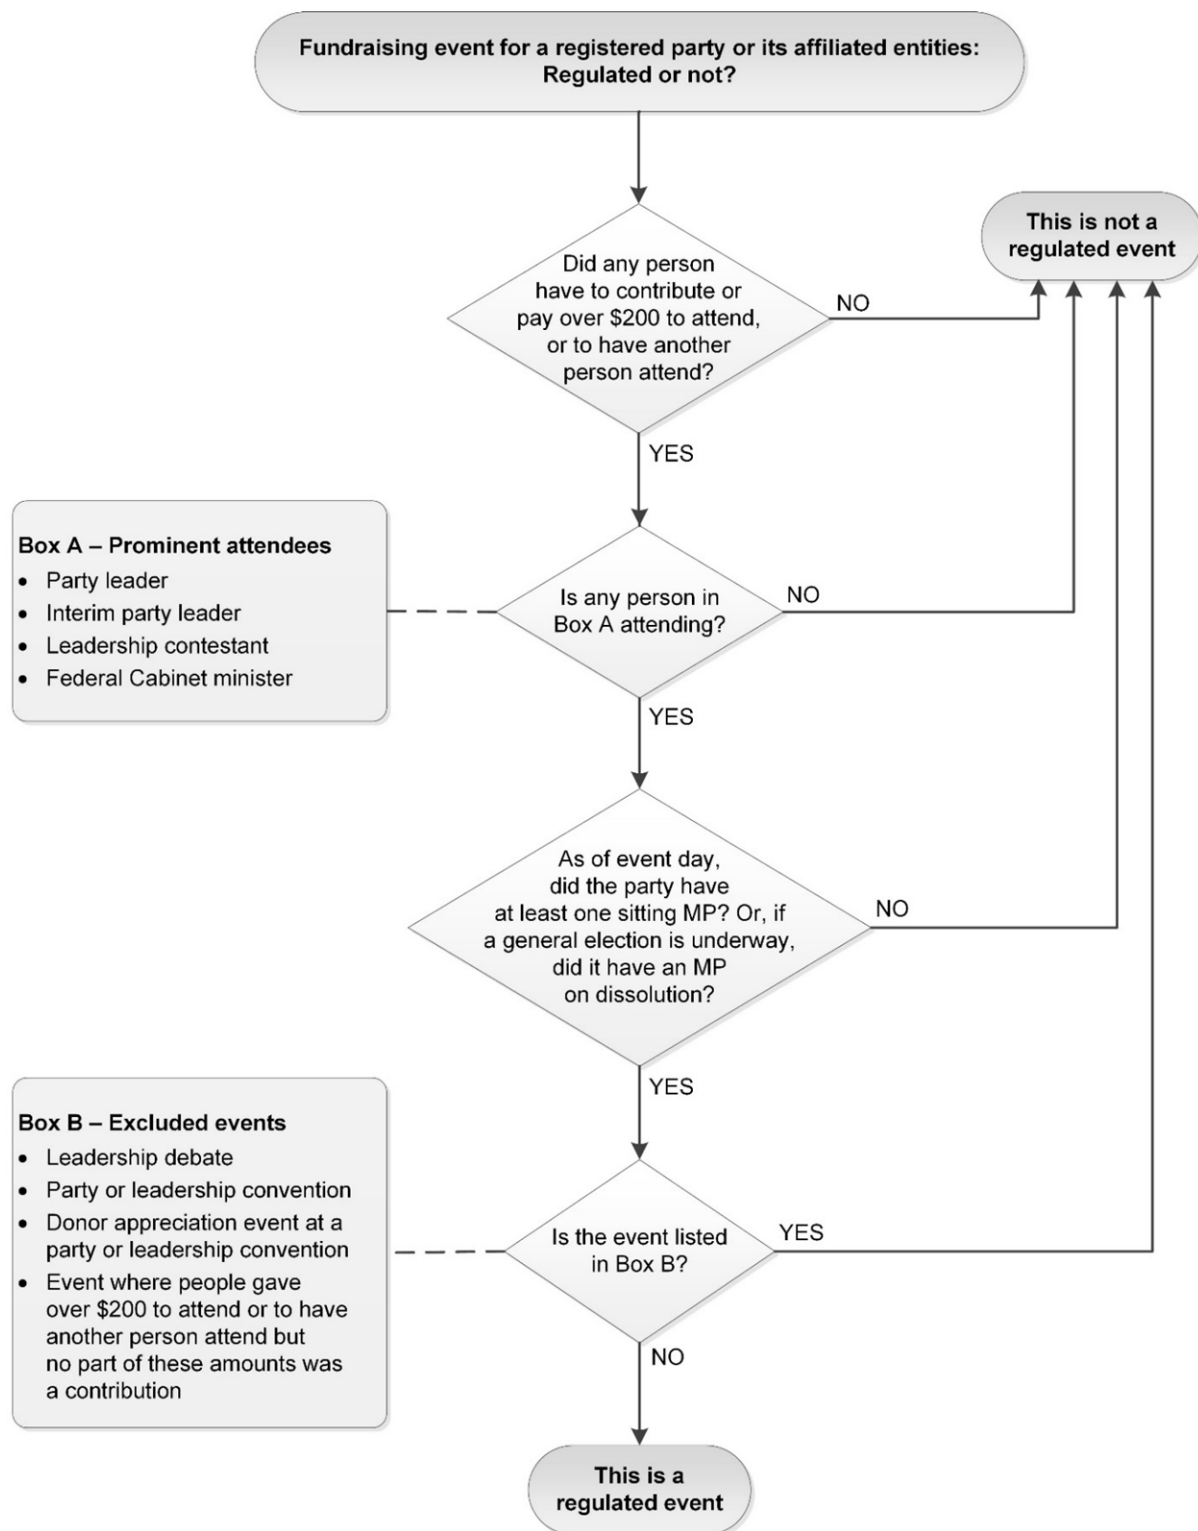 Fundraising event for a registered party or its affiliated entities:
Regulated or not?
This is not a
regulated event
Did any person
have to contribute or
pay over $200 to attend,
or to have another
person attend?
NO
YES
Box A – Prominent attendees
• Party leader
• Interim party leader
• Leadership contestant
• Federal Cabinet minister
Is any person in
Box A attending?
NO
YES
As of event day,
did the party have
at least one sitting MP? Or, if
a general election is underway,
did it have an MP
on dissolution?
NO
YES
Box B – Excluded events
• Leadership debate
• Party or leadership convention
• Donor appreciation event at a
party or leadership convention
• Event where people gave
over $200 to attend or to have
another person attend but
no part of these amounts was
a contribution
Is the event listed
in Box B?
YES
NO
This is a
regulated event